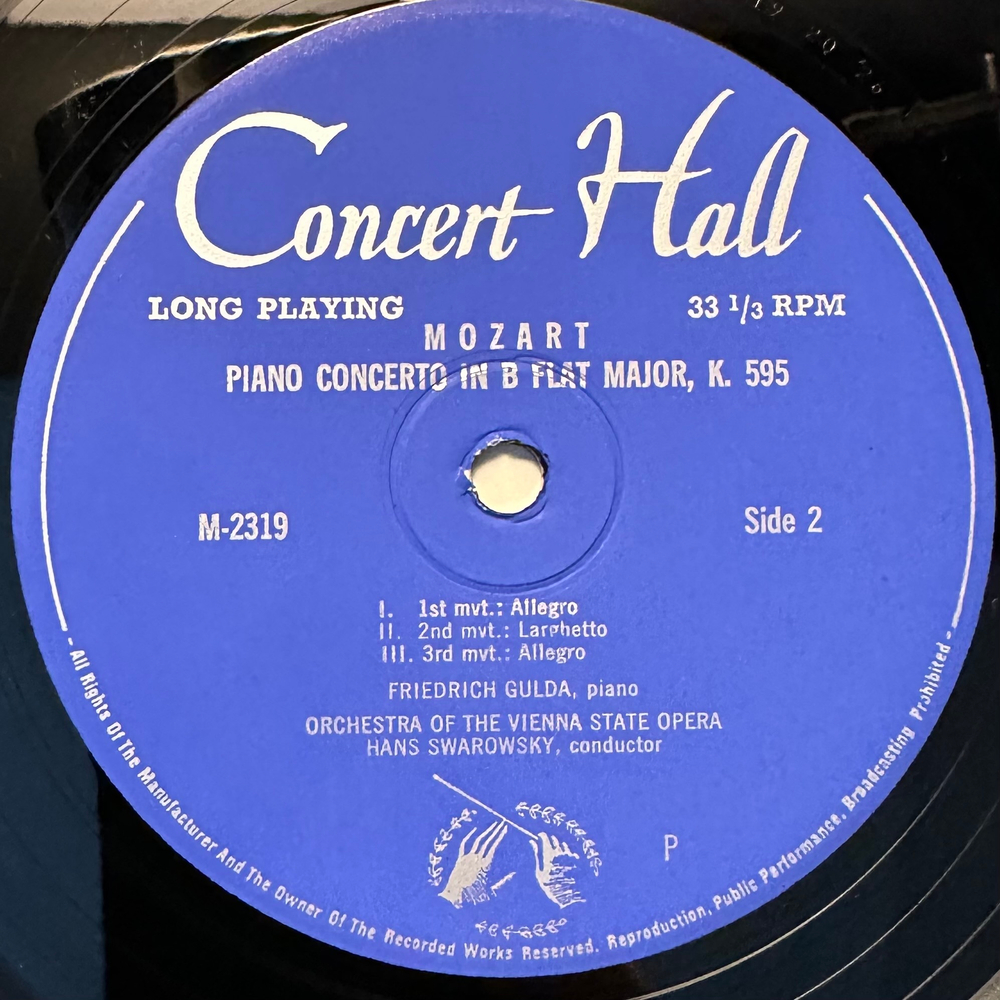 Concert Hall
LONG PLAYING
33 1/3 RPM
MOZART
PIANO CONCERTO IN B FLAT MAJOR, K. 595
M-2319
Side 2
I. 1st mvt.: Allegro
II. 2nd mvt.: Larghetto
III. 3rd mvt.: Allegro
FRIEDRICH GULDA, piano
ORCHESTRA OF THE VIENNA STATE OPERA
HANS SWAROWSKY, conductor
P
- All Rights Of The Manufacturer And The Owner Of The Recorded Works Reserved. Reproduction, Public Performance, Broadcasting Prohibited -